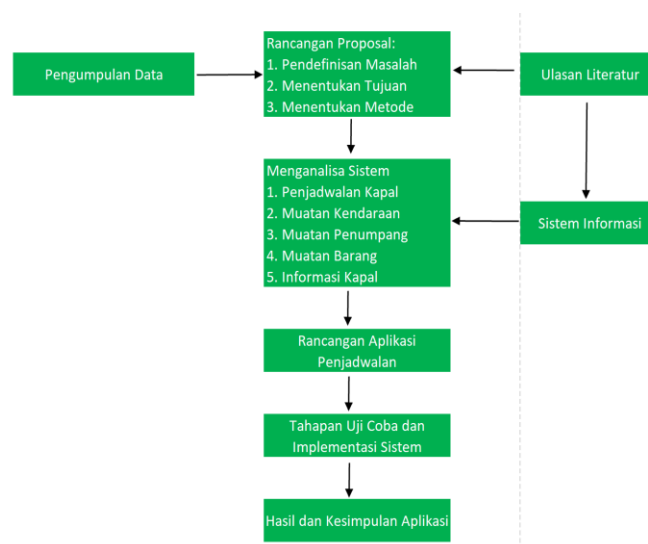 Pengumpulan Data
Rancangan Proposal:
1. Pendefinisan Masalah
2. Menentukan Tujuan
3. Menentukan Metode
Ulasan Literatur
Menganalisa Sistem
1. Penjadwalan Kapal
2. Muatan Kendaraan
3. Muatan Penumpang
4. Muatan Barang
5. Informasi Kapal
Sistem Informasi
Rancangan Aplikasi
Penjadwalan
Tahapan Uji Coba dan
Implementasi Sistem
Hasil dan Kesimpulan Aplikasi